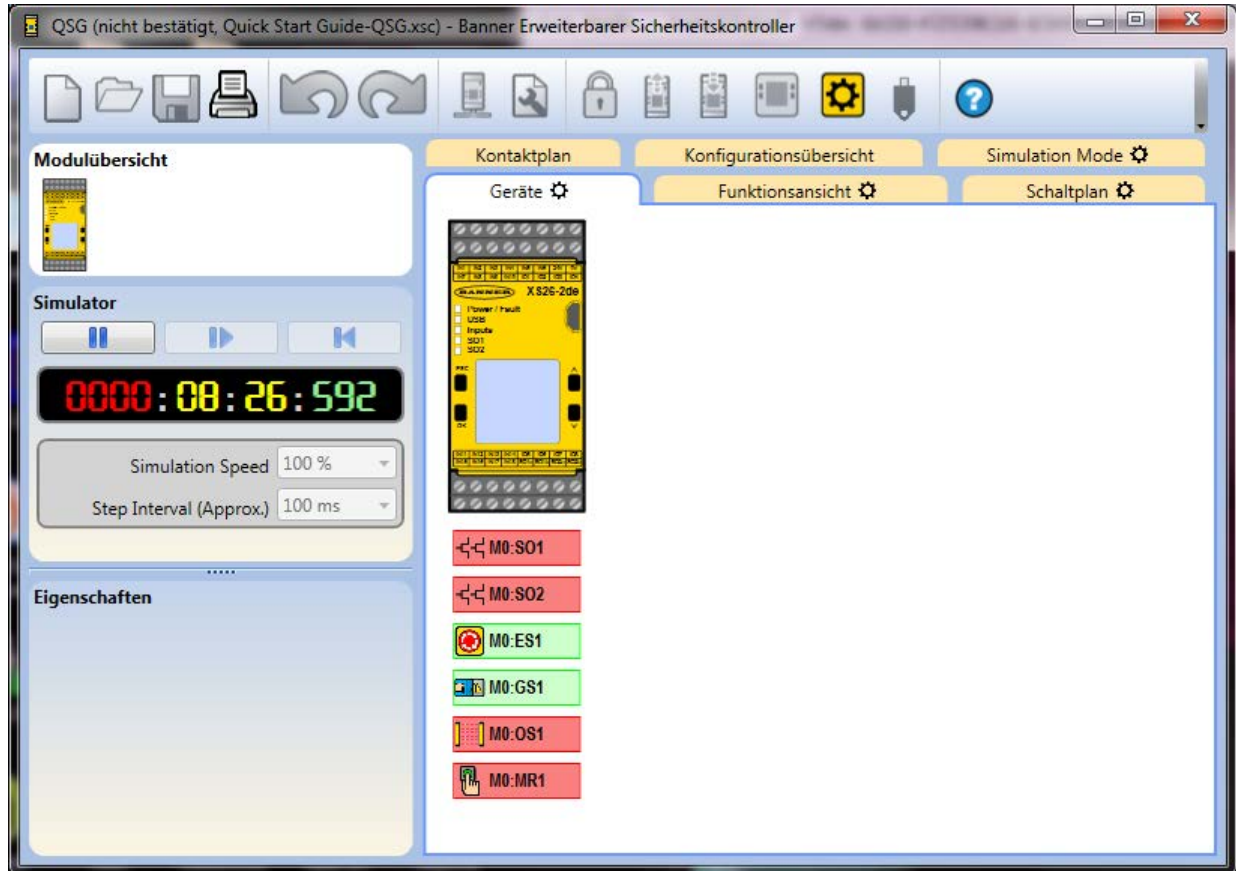 QSG (nicht bestätigt, Quick Start Guide-QSG.xsc) - Banner Erweiterbarer Sicherheitskontroller
Modulübersicht
Simulator
0000:08:26:592
Simulation Speed 100 %
Step Interval (Approx.) 100 ms
Eigenschaften
Kontaktplan Konfigurationsübersicht Simulation Mode
Geräte Funktionsansicht Schaltplan
BANNER XS26-2de
Power / Fault
USB
Inputs
SO1
SO2
M0:SO1
M0:SO2
M0:ES1
M0:GS1
M0:OS1
M0:MR1